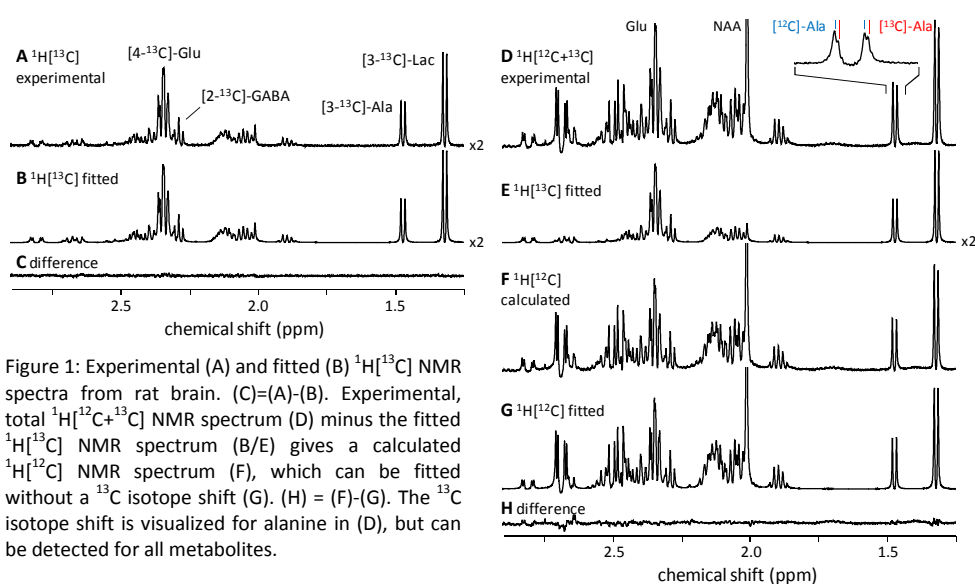 A ¹H[¹³C]
experimental
[4-¹³C]-Glu
[2-¹³C]-GABA
[3-¹³C]-Lac
[3-¹³C]-Ala
x2
B ¹H[¹³C] fitted
x2
C difference
2.5 2.0 1.5
chemical shift (ppm)
Figure 1: Experimental (A) and fitted (B) ¹H[¹³C] NMR
spectra from rat brain. (C)=(A)-(B). Experimental,
total ¹H[¹²C+¹³C] NMR spectrum (D) minus the fitted
¹H[¹³C] NMR spectrum (B/E) gives a calculated
¹H[¹²C] NMR spectrum (F), which can be fitted
without a ¹³C isotope shift (G). (H) = (F)-(G). The ¹³C
isotope shift is visualized for alanine in (D), but can
be detected for all metabolites.
D ¹H[¹²C+¹³C]
experimental
Glu
NAA
[¹²C]-Ala
[¹³C]-Ala
E ¹H[¹³C] fitted
x2
F ¹H[¹²C]
calculated
G ¹H[¹²C] fitted
H difference
2.5 2.0 1.5
chemical shift (ppm)